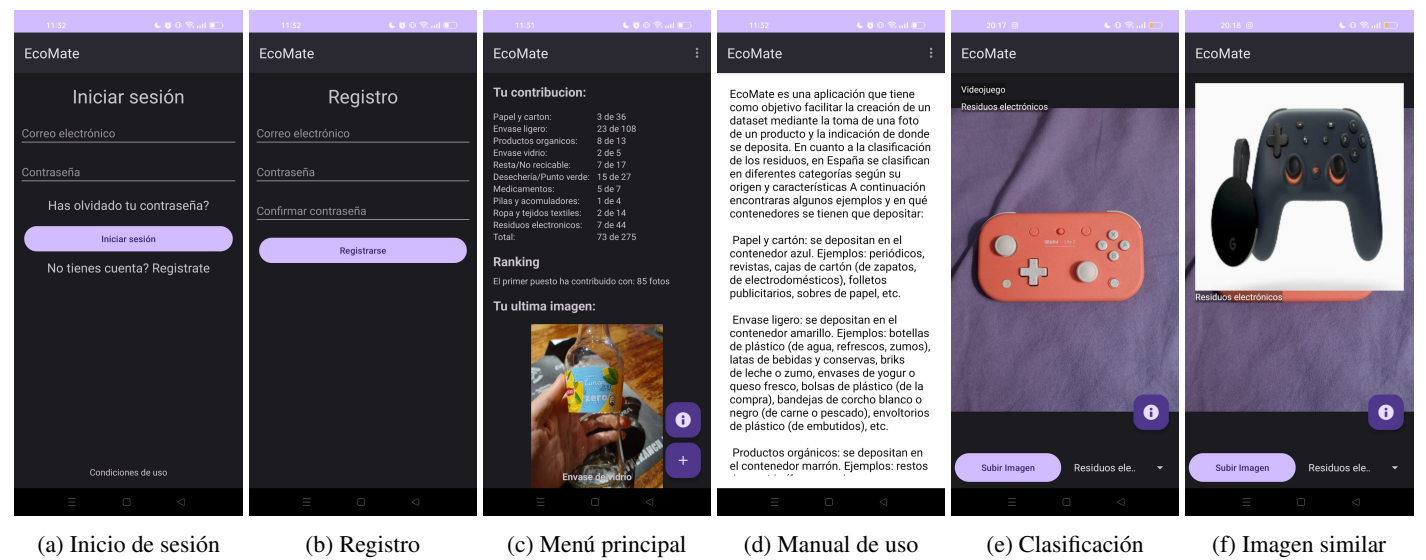 11:32
EcoMate
Iniciar sesión
Correo electrónico
Contraseña
Has olvidado tu contraseña?
Iniciar sesión
No tienes cuenta? Registrate
Condiciones de uso
(a) Inicio de sesión
11:32
EcoMate
Registro
Correo electrónico
Contraseña
Confirmar contraseña
Registrarse
(b) Registro
11:31
EcoMate
Tu contribucion:
Papel y carton: 3 de 36
Envase ligero: 23 de 108
Productos organicos: 8 de 13
Envase vidrio: 2 de 5
Resta/No recicable: 7 de 17
Desechería/Punto verde: 15 de 27
Medicamentos: 5 de 7
Pilas y acomuladores: 1 de 4
Ropa y tejidos textiles: 2 de 14
Residuos electronicos: 7 de 44
Total: 73 de 275
Ranking
El primer puesto ha contribuido con: 85 fotos
Tu ultima imagen:
zero
Envase de vidrio
(c) Menú principal
11:32
EcoMate
EcoMate es una aplicación que tiene
como objetivo facilitar la creación de un
dataset mediante la toma de una foto
de un producto y la indicación de donde
se deposita. En cuanto a la clasificación
de los residuos, en España se clasifican
en diferentes categorías según su
origen y características A continuación
encontraras algunos ejemplos y en qué
contenedores se tienen que depositar:
Papel y cartón: se depositan en el
contenedor azul. Ejemplos: periódicos,
revistas, cajas de cartón (de zapatos,
de electrodomésticos), folletos
publicitarios, sobres de papel, etc.
Envase ligero: se depositan en el
contenedor amarillo. Ejemplos: botellas
de plástico (de agua, refrescos, zumos),
latas de bebidas y conservas, briks
de leche o zumo, envases de yogur o
queso fresco, bolsas de plástico (de la
compra), bandejas de corcho blanco o
negro (de carne o pescado), envoltorios
de plástico (de embutidos), etc.
Productos orgánicos: se depositan en
el contenedor marrón. Ejemplos: restos
(d) Manual de uso
20:17
EcoMate
Videojuego
Residuos electrónicos
Subir Imagen
Residuos ele..
(e) Clasificación
20:18
EcoMate
Residuos electrónicos
Subir Imagen
Residuos ele..
(f) Imagen similar